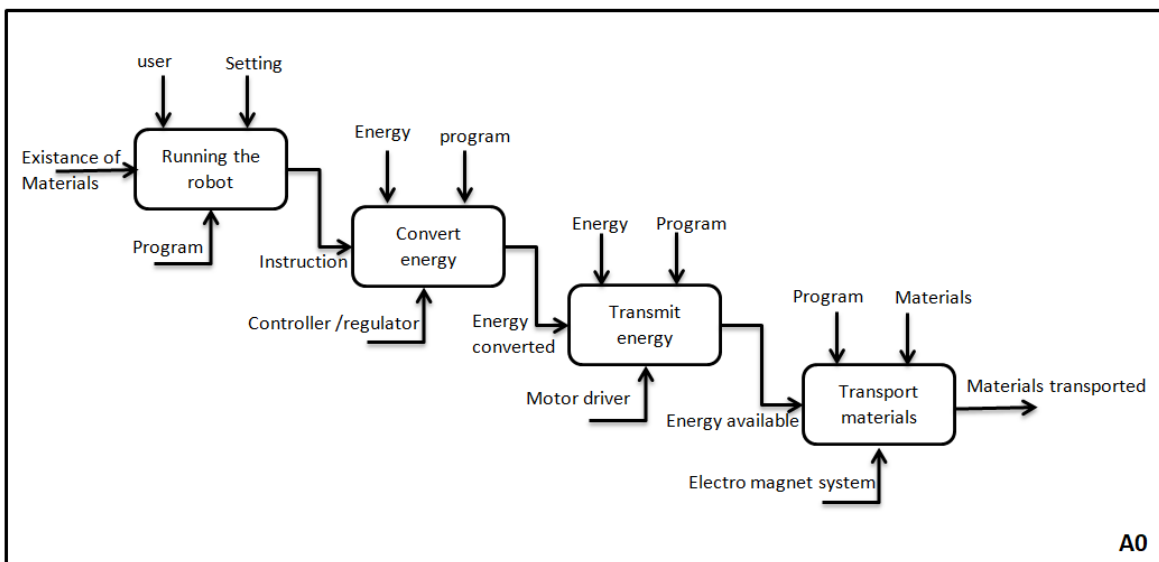 user
Setting
Existance of
Materials
Running the
robot
Program
Energy
program
Instruction
Convert
energy
Controller /regulator
Energy
Program
Energy
converted
Transmit
energy
Motor driver
Program
Materials
Energy available
Transport
materials
Materials transported
Electro magnet system
A0